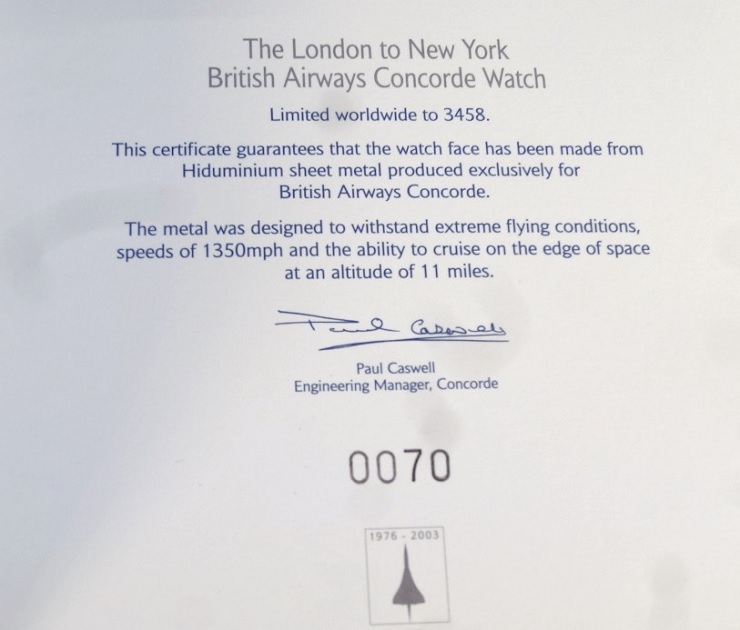 The London to New York
British Airways Concorde Watch
Limited worldwide to 3458.
This certificate guarantees that the watch face has been made from
Hiduminium sheet metal produced exclusively for
British Airways Concorde.
The metal was designed to withstand extreme flying conditions,
speeds of 1350mph and the ability to cruise on the edge of space
at an altitude of 11 miles.
Paul Caswell
Paul Caswell
Engineering Manager, Concorde
0070
1976 - 2003